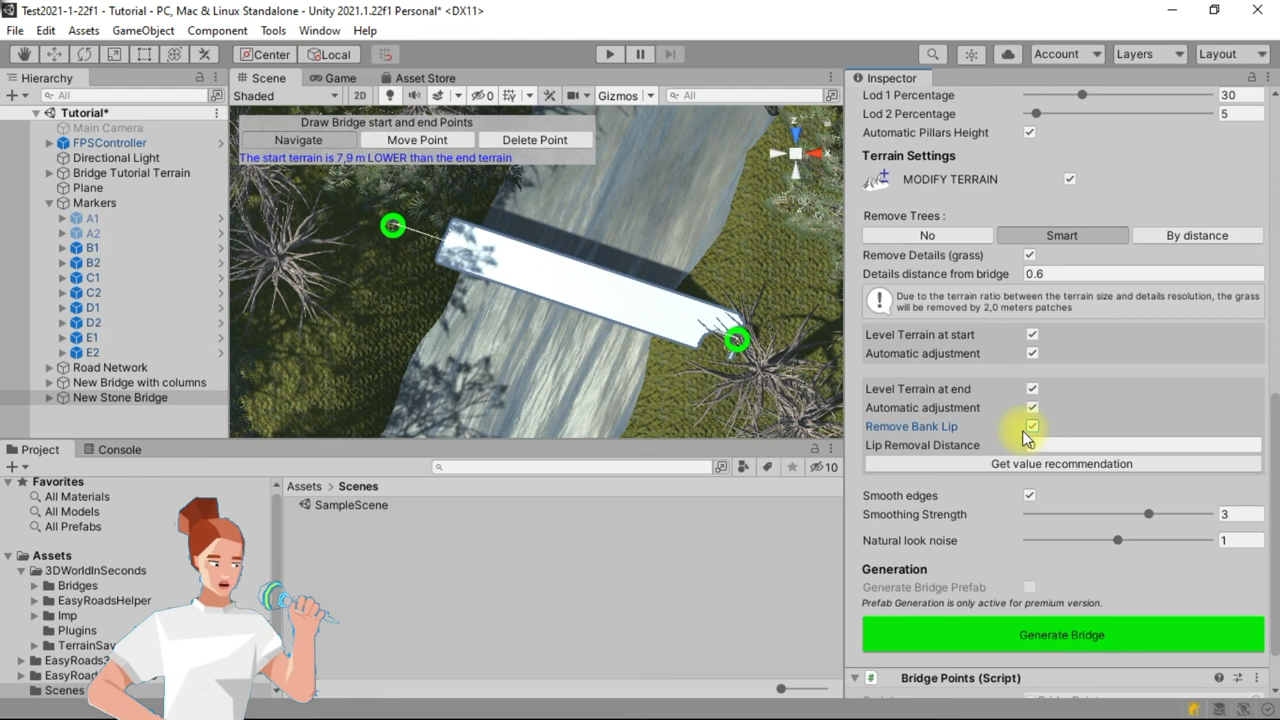 Test2021-1-22f1 - Tutorial - PC, Mac & Linux Standalone - Unity 2021.1.22f1 Personal* <DX11>
File Edit Assets GameObject Component Tools Window Help
Center Local Account Layers Layout
Hierarchy
All
Tutorial*
Main Camera
FPSController
Directional Light
Bridge Tutorial Terrain
Plane
Markers
A1
A2
B1
B2
C1
C2
D1
D2
E1
E2
Road Network
New Bridge with columns
New Stone Bridge
Scene Game Asset Store
Shaded 2D 0 Gizmos All
Draw Bridge start and end Points
Navigate Move Point Delete Point
The start terrain is 7,9 m LOWER than the end terrain
y
Top
Project Console
10
Favorites
All Materials
All Models
All Prefabs
Assets
3DWorldInSeconds
Bridges
EasyRoadsHelper
Imp
Plugins
TerrainSav
EasyRoads3
EasyRoad
Scenes
Assets > Scenes
SampleScene
Inspector
Lod 1 Percentage 30
Lod 2 Percentage 5
Automatic Pillars Height
Terrain Settings
MODIFY TERRAIN
Remove Trees :
No Smart By distance
Remove Details (grass)
Details distance from bridge 0.6
Due to the terrain ratio between the terrain size and details resolution, the grass
will be removed by 2,0 meters patches
Level Terrain at start
Automatic adjustment
Level Terrain at end
Automatic adjustment
Remove Bank Lip
Lip Removal Distance
Get value recommendation
Smooth edges
Smoothing Strength 3
Natural look noise 1
Generation
Generate Bridge Prefab
Prefab Generation is only active for premium version.
Generate Bridge
# Bridge Points (Script)